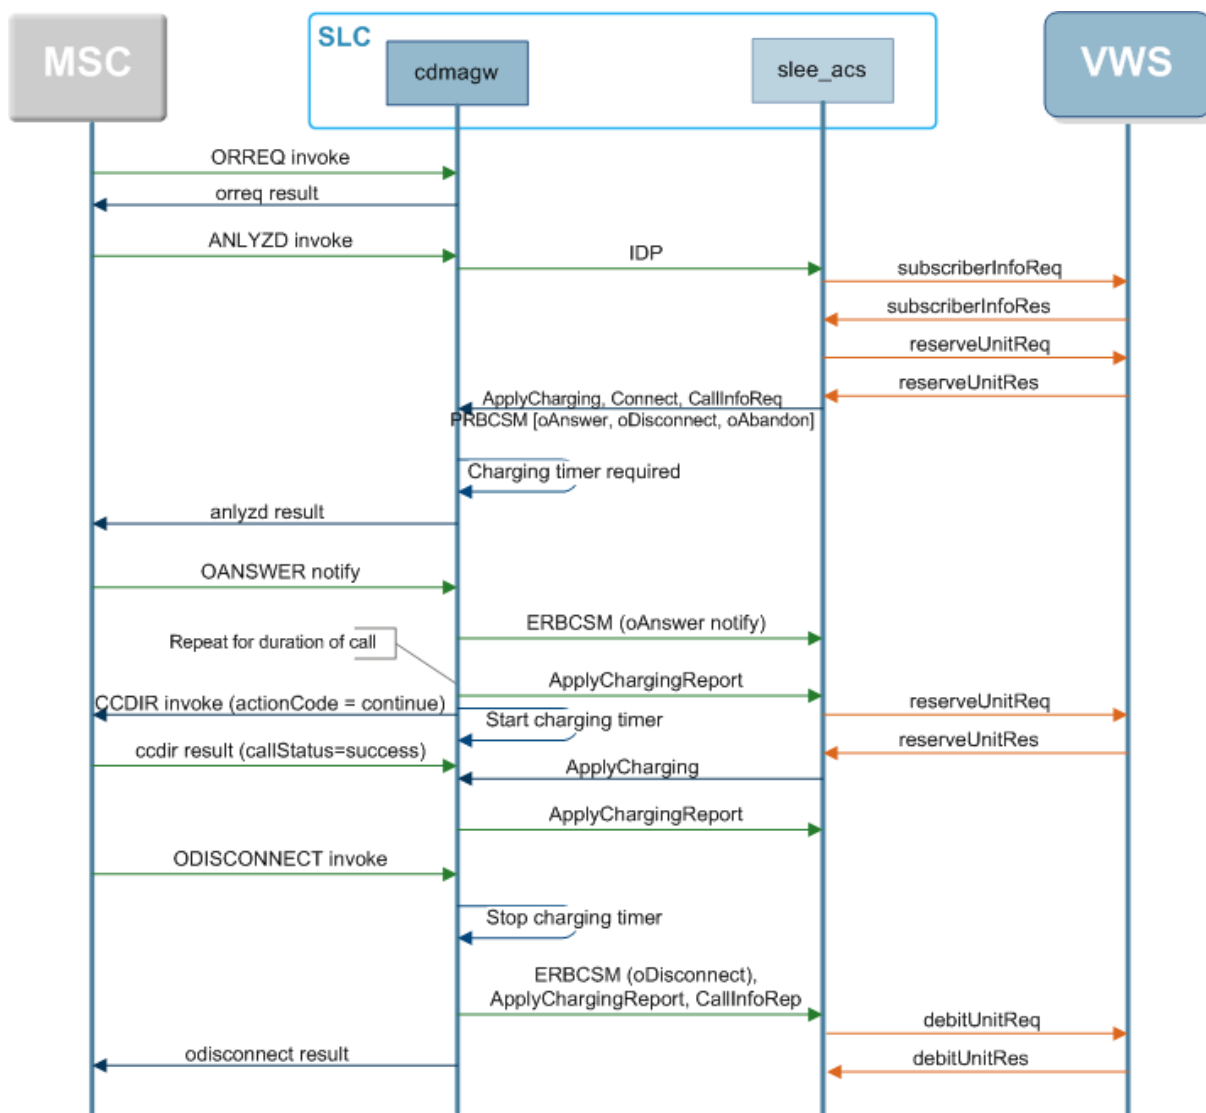 SLC
MSC
cdmagw
slee_acs
VWS
ORREQ invoke
orreq result
ANLYZD invoke
IDP
subscriberInfoReq
subscriberInfoRes
reserveUnitReq
reserveUnitRes
ApplyCharging, Connect, CallInfoReq
PRBCSM [oAnswer, oDisconnect, oAbandon]
Charging timer required
anlyzd result
OANSWER notify
ERBCSM (oAnswer notify)
Repeat for duration of call
ApplyChargingReport
CCDIR invoke (actionCode = continue)
reserveUnitReq
Start charging timer
reserveUnitRes
ccdir result (callStatus=success)
ApplyCharging
ApplyChargingReport
ODISCONNECT invoke
Stop charging timer
ERBCSM (oDisconnect),
ApplyChargingReport, CallInfoRep
debitUnitReq
odisconnect result
debitUnitRes